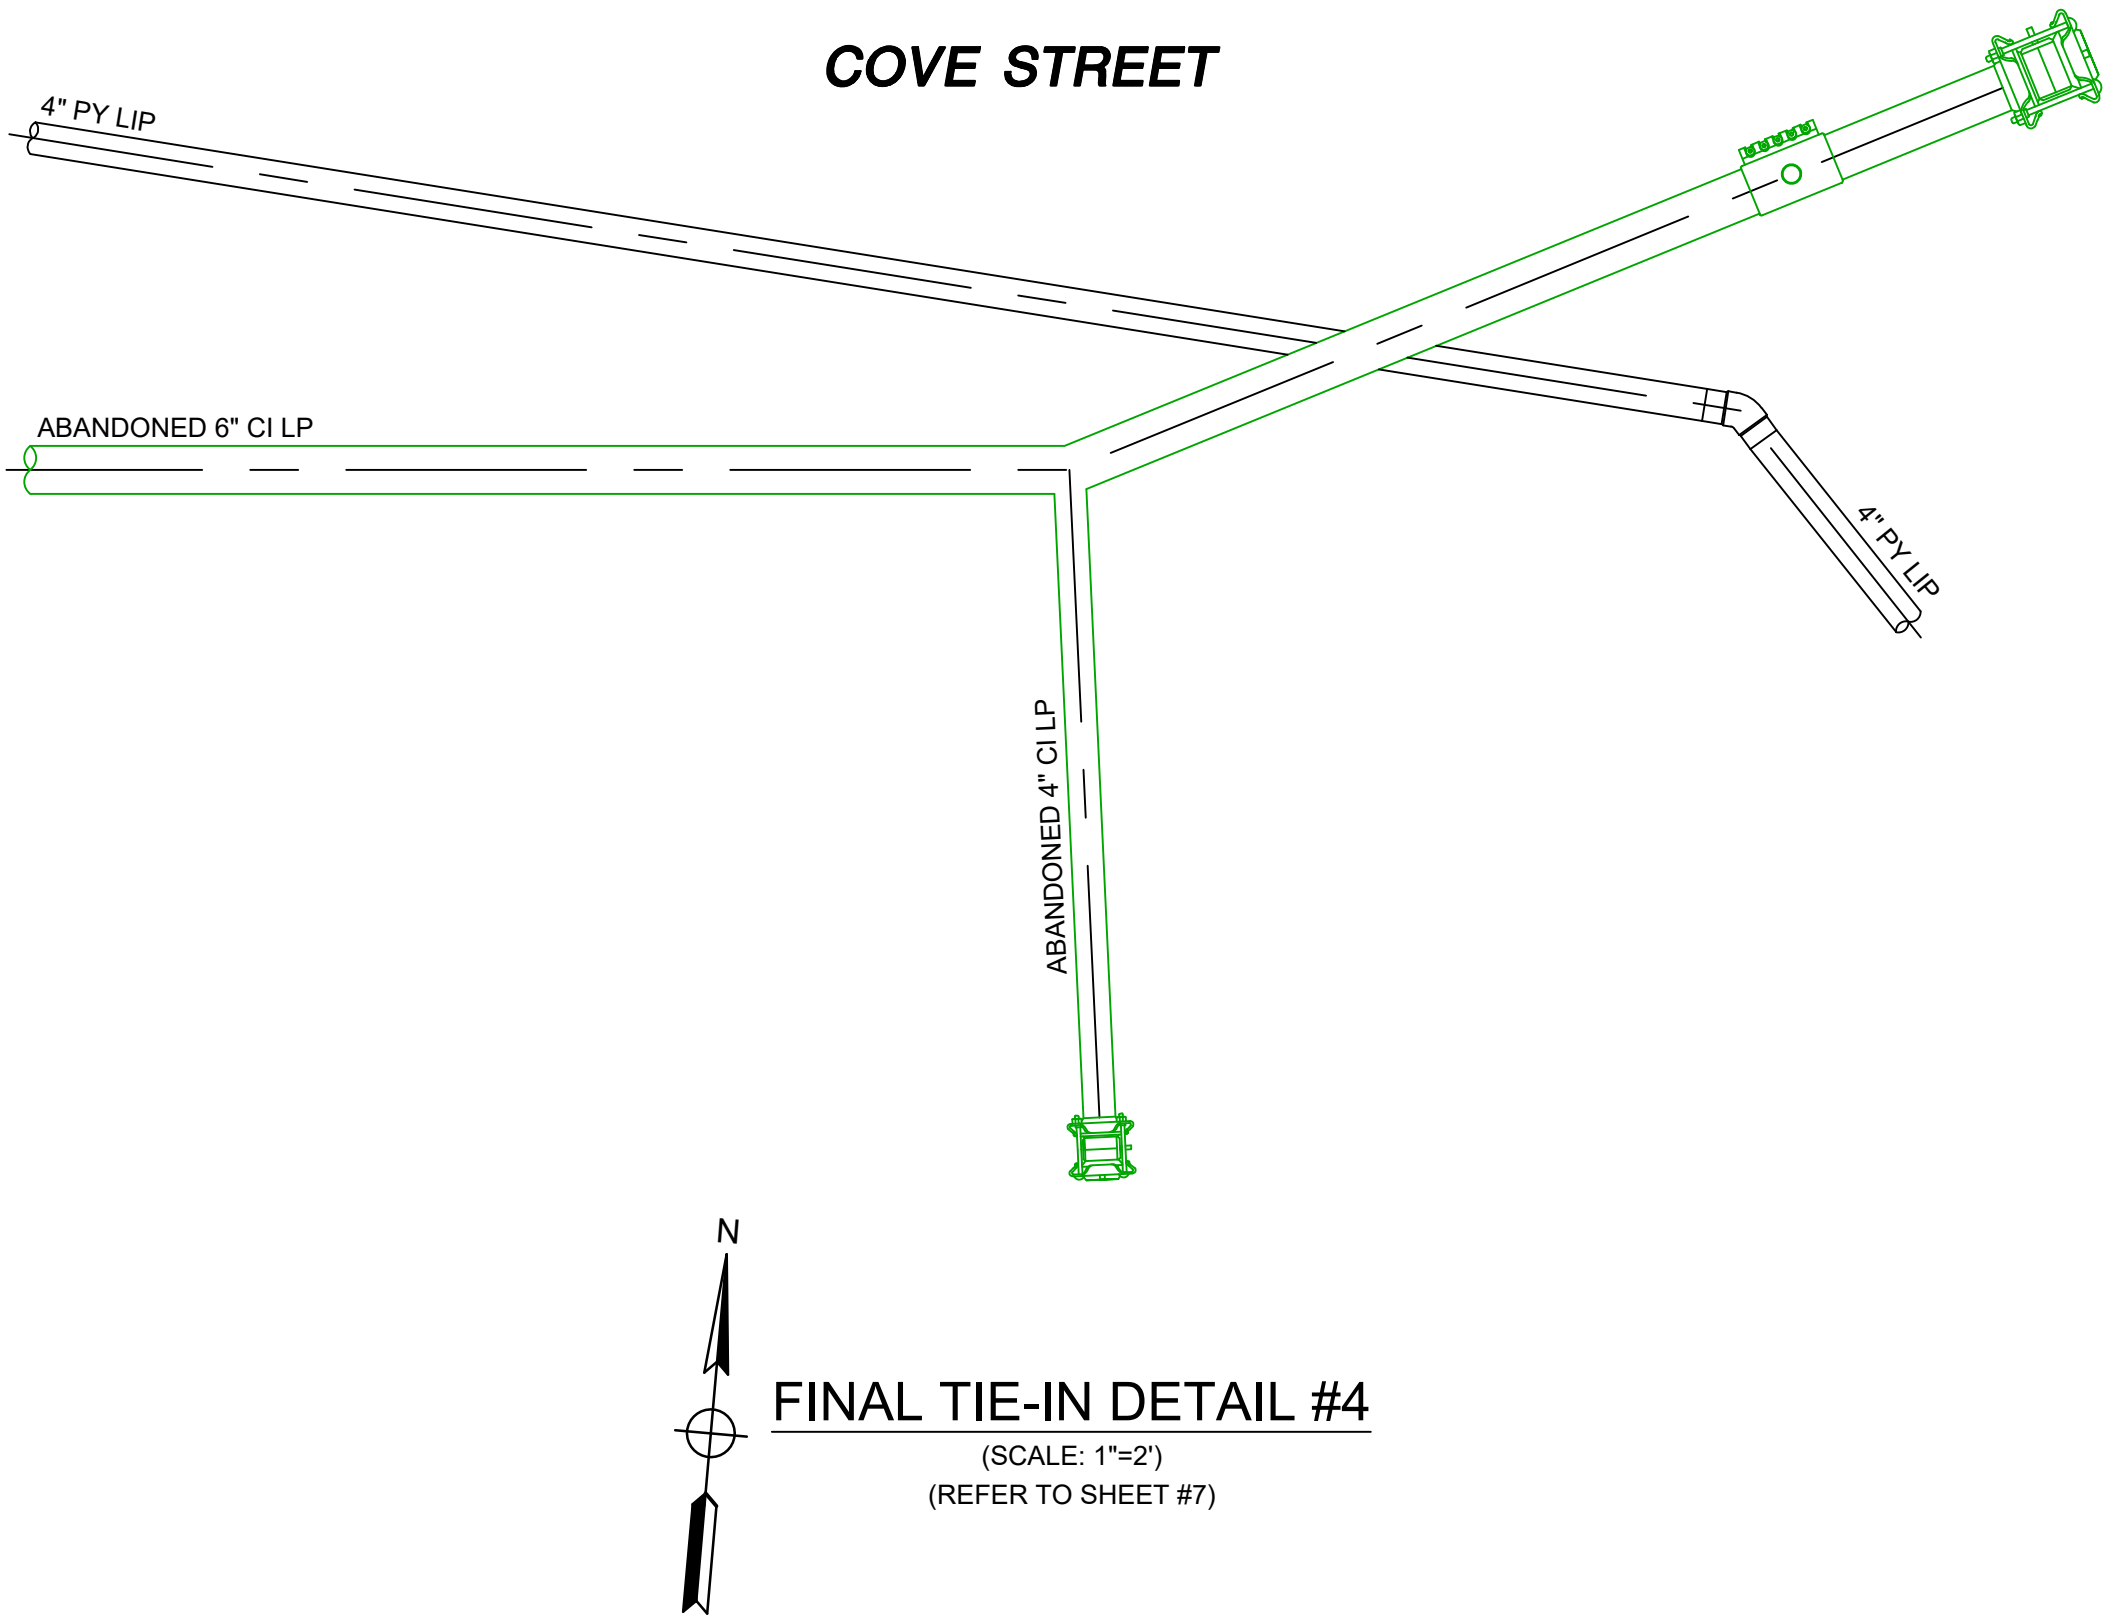 COVE STREET
4" PY LIP
ABANDONED 6" CI LP
4" PY LIP
ABANDONED 4" CI LP
N
FINAL TIE-IN DETAIL #4
(SCALE: 1"=2')
(REFER TO SHEET #7)